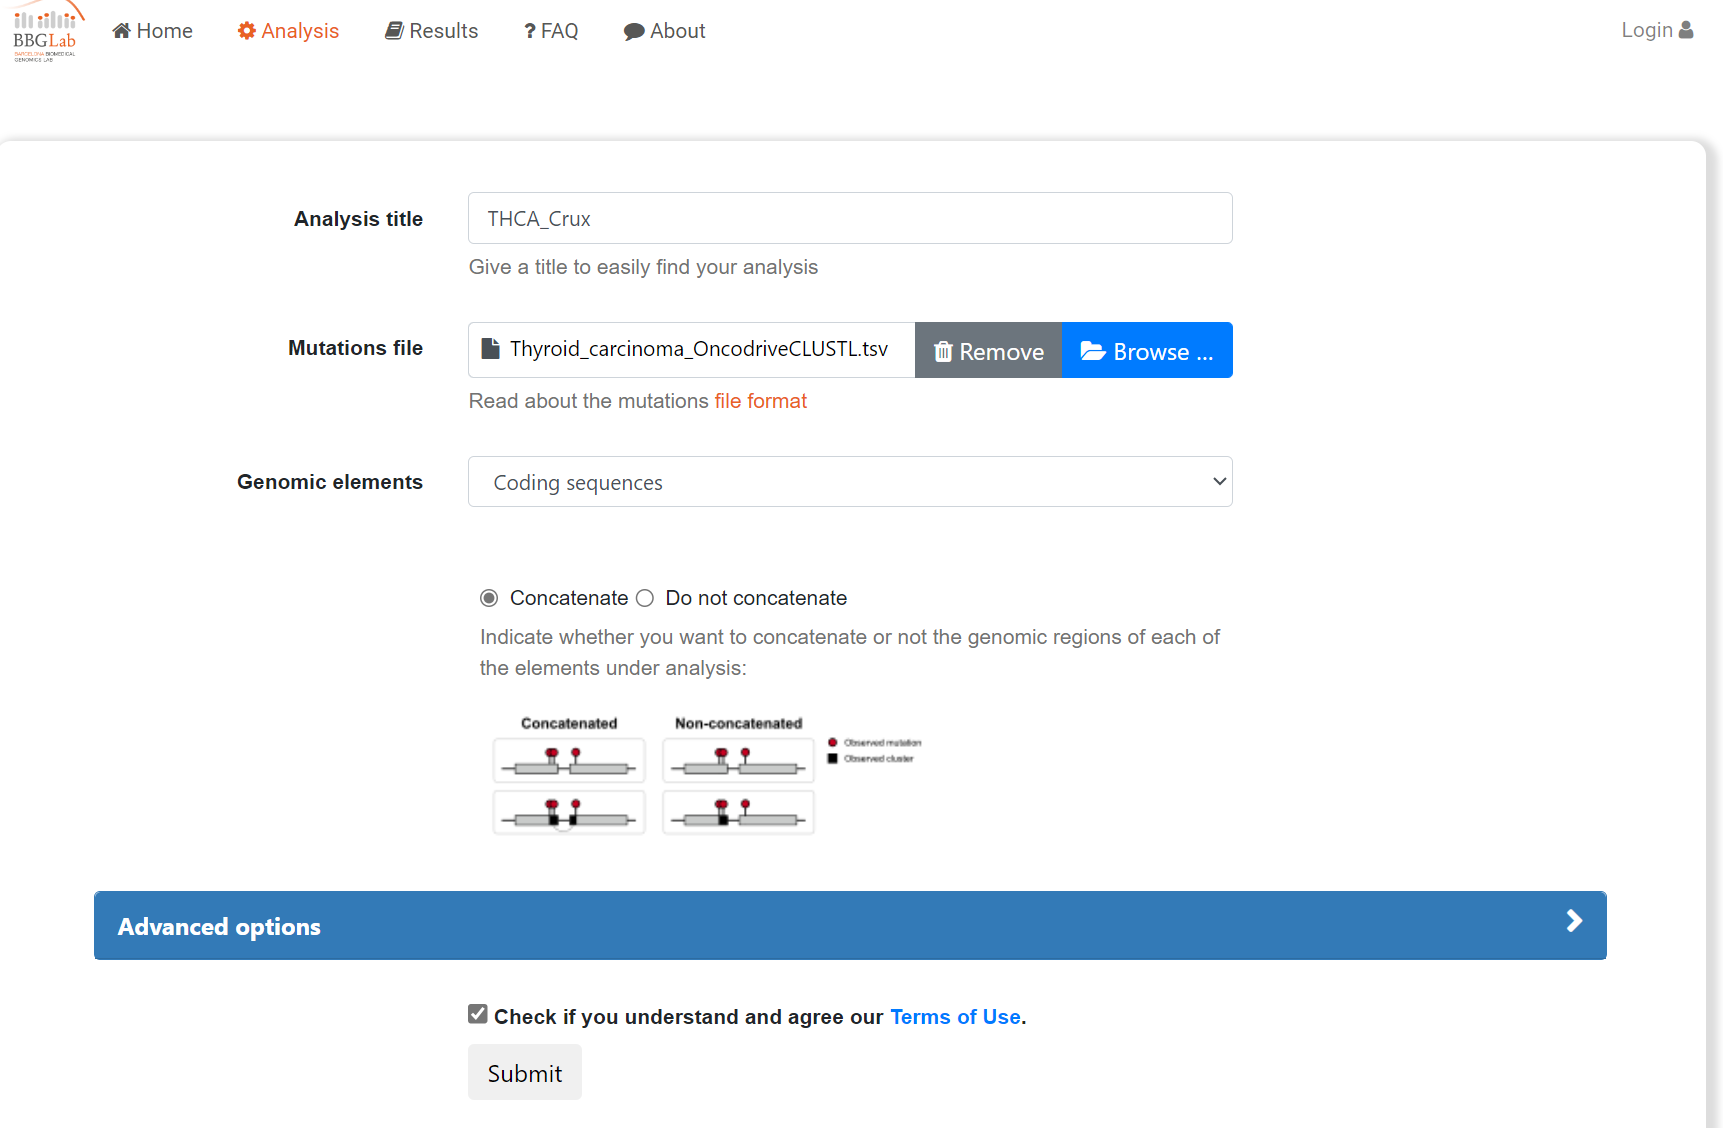 BBGLab
BARCELONA BIOMEDICAL
GENOMICS LAB
Home
Analysis
Results
? FAQ
About
Login
Analysis title
THCA_Crux
Give a title to easily find your analysis
Mutations file
Thyroid_carcinoma_OncodriveCLUSTL.tsv
Remove
Browse ...
Read about the mutations file format
Genomic elements
Coding sequences
Concatenate
Do not concatenate
Indicate whether you want to concatenate or not the genomic regions of each of
the elements under analysis:
Concatenated
Non-concatenated
Observed mutation
Observed cluster
Advanced options
Check if you understand and agree our Terms of Use.
Submit